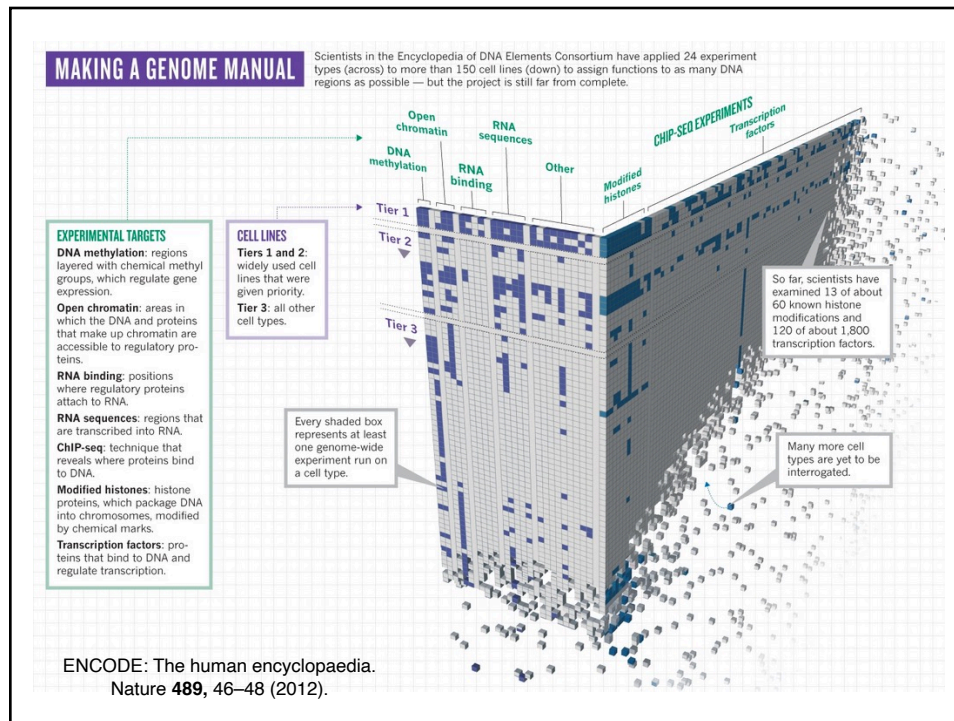 MAKING A GENOME MANUAL
Scientists in the Encyclopedia of DNA Elements Consortium have applied 24 experiment
types (across) to more than 150 cell lines (down) to assign functions to as many DNA
regions as possible — but the project is still far from complete.
CHIP-SEQ EXPERIMENTS
Open
chromatin
RNA
sequences
Transcription
factors
DNA
methylation
RNA
binding
Other
Modified
histones
Tier 1
Tier 2
Tier 3
EXPERIMENTAL TARGETS
DNA methylation: regions
layered with chemical methyl
groups, which regulate gene
expression.
Open chromatin: areas in
which the DNA and proteins
that make up chromatin are
accessible to regulatory pro-
teins.
RNA binding: positions
where regulatory proteins
attach to RNA.
RNA sequences: regions that
are transcribed into RNA.
ChIP-seq: technique that
reveals where proteins bind
to DNA.
Modified histones: histone
proteins, which package DNA
into chromosomes, modified
by chemical marks.
Transcription factors: pro-
teins that bind to DNA and
regulate transcription.
CELL LINES
Tiers 1 and 2:
widely used cell
lines that were
given priority.
Tier 3: all other
cell types.
So far, scientists have
examined 13 of about
60 known histone
modifications and
120 of about 1,800
transcription factors.
Every shaded box
represents at least
one genome-wide
experiment run on
a cell type.
Many more cell
types are yet to be
interrogated.
ENCODE: The human encyclopaedia.
Nature 489, 46–48 (2012).